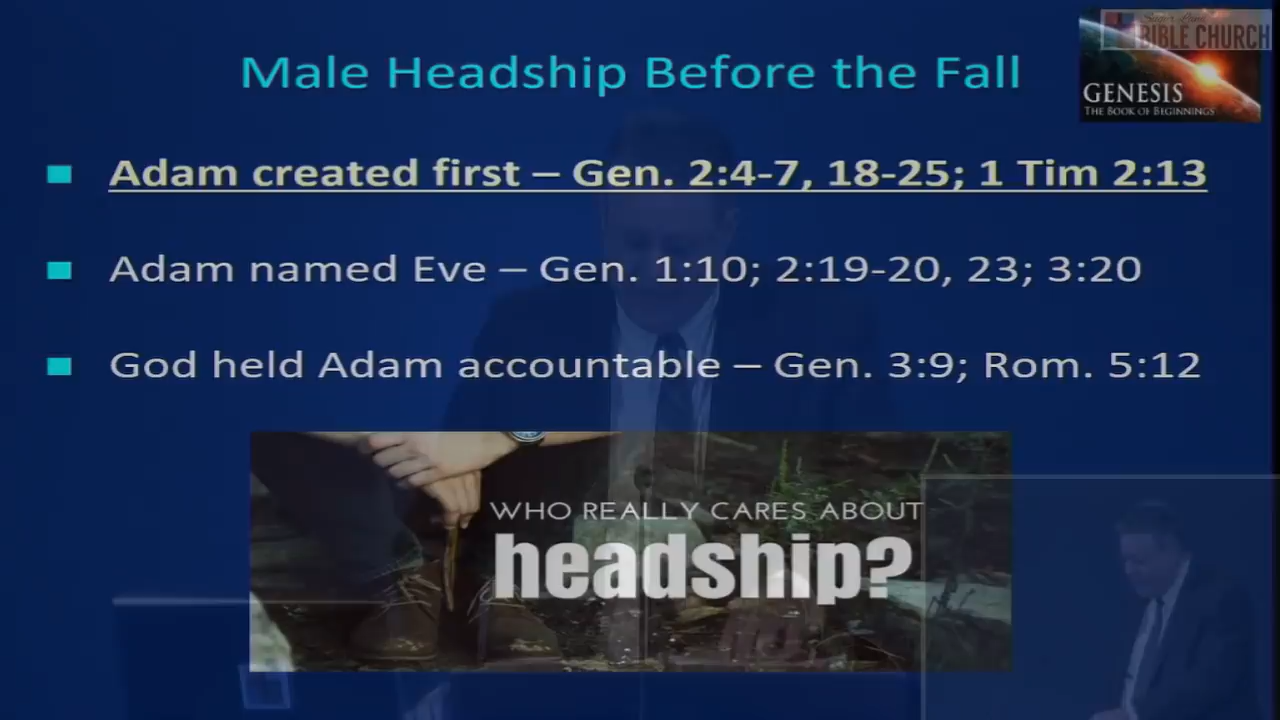 Male Headship Before the Fall
BIBLE CHURCH
GENESIS
THE BOOK OF BEGINNINGS
Adam created first – Gen. 2:4-7, 18-25; 1 Tim 2:13
Adam named Eve – Gen. 1:10; 2:19-20, 23; 3:20
God held Adam accountable – Gen. 3:9; Rom. 5:12
WHO REALLY CARES ABOUT
headship?